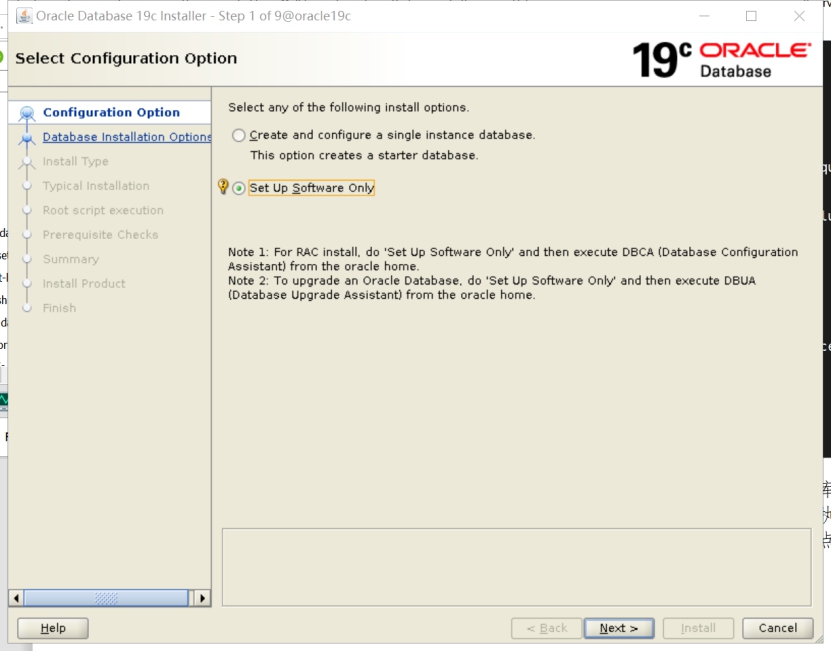 Oracle Database 19c Installer - Step 1 of 9@oracle19c
Select Configuration Option
19c ORACLE
Database
Configuration Option
Database Installation Options
Install Type
Typical Installation
Root script execution
Prerequisite Checks
Summary
Install Product
Finish
Select any of the following install options.
Create and configure a single instance database.
This option creates a starter database.
Set Up Software Only
Note 1: For RAC install, do 'Set Up Software Only' and then execute DBCA (Database Configuration
Assistant) from the oracle home.
Note 2: To upgrade an Oracle Database, do 'Set Up Software Only' and then execute DBUA
(Database Upgrade Assistant) from the oracle home.
Help
< Back
Next >
Install
Cancel